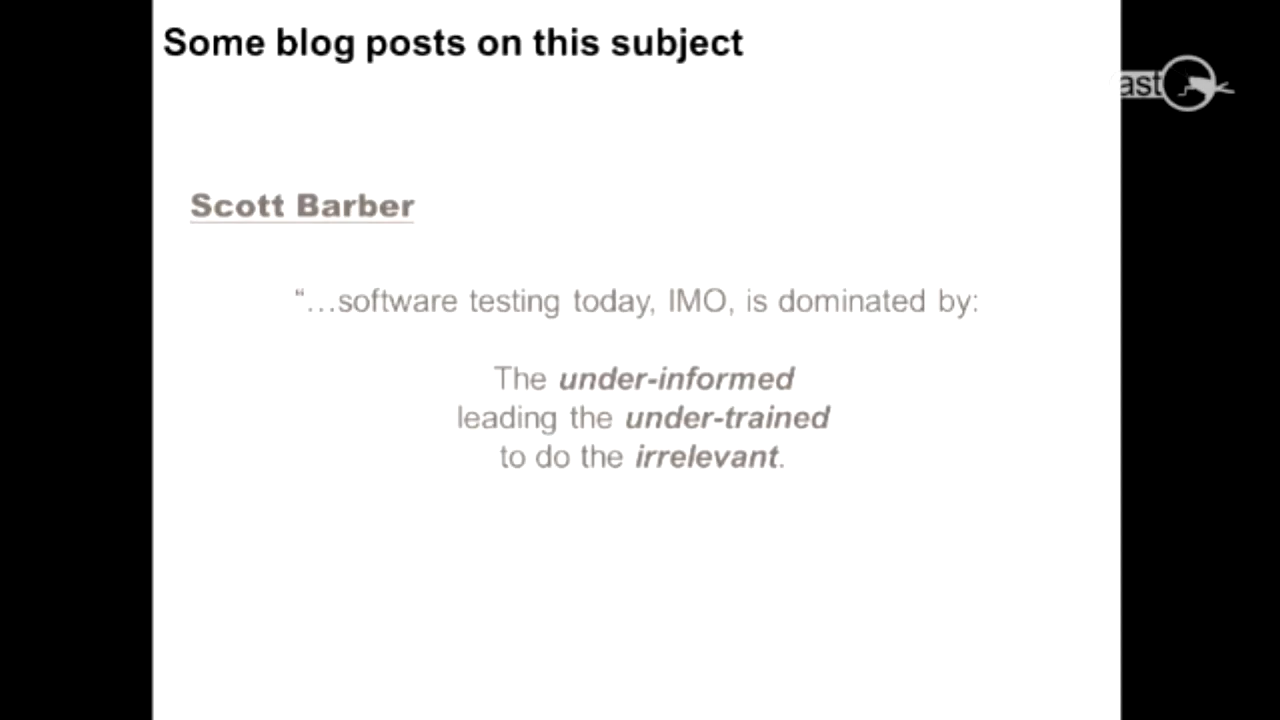 Some blog posts on this subject
ast
Scott Barber
“…software testing today, IMO, is dominated by:
The under-informed
leading the under-trained
to do the irrelevant.